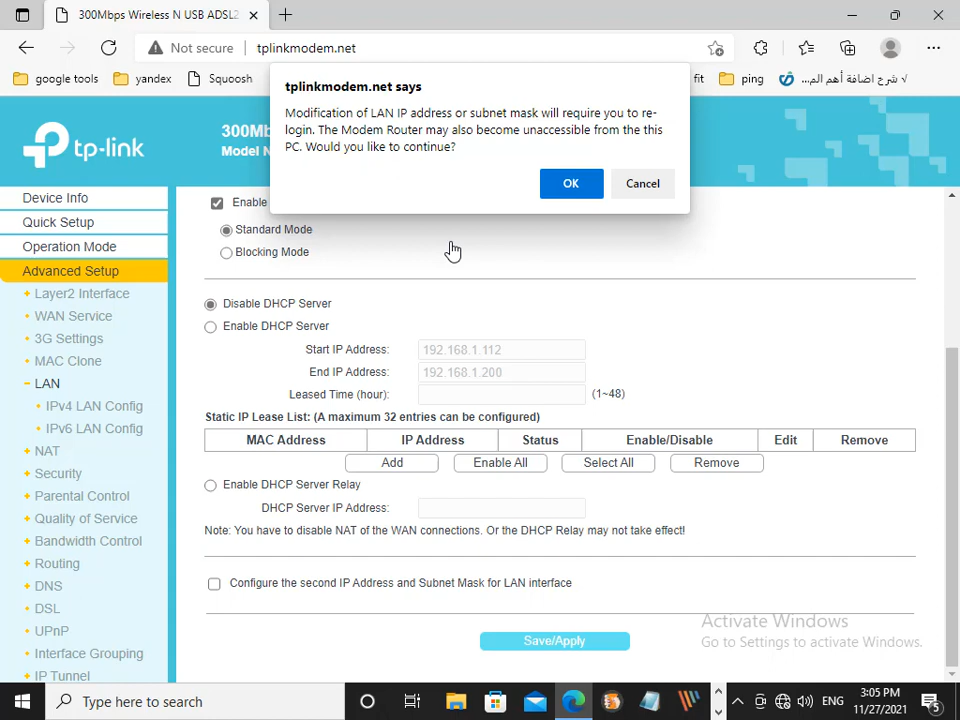 300Mbps Wireless N USB ADSL2
Not secure
tplinkmodem.net
google tools
yandex
Squoosh
fit
ping
√ شرح اضافة أهم الم...
tplinkmodem.net says
Modification of LAN IP address or subnet mask will require you to re-
login. The Modem Router may also become unaccessible from the this
PC. Would you like to continue?
OK
Cancel
tp-link
300Mb
Model N
Device Info
Quick Setup
Operation Mode
Advanced Setup
+ Layer2 Interface
• WAN Service
• 3G Settings
• MAC Clone
− LAN
• IPv4 LAN Config
• IPv6 LAN Config
+ NAT
+ Security
+ Parental Control
+ Quality of Service
+ Bandwidth Control
+ Routing
+ DNS
• DSL
• UPnP
• Interface Grouping
+ IP Tunnel
Enable
Standard Mode
Blocking Mode
Disable DHCP Server
Enable DHCP Server
Start IP Address: 192.168.1.112
End IP Address: 192.168.1.200
Leased Time (hour): (1~48)
Static IP Lease List: (A maximum 32 entries can be configured)
MAC Address IP Address Status Enable/Disable Edit Remove
Add Enable All Select All Remove
Enable DHCP Server Relay
DHCP Server IP Address:
Note: You have to disable NAT of the WAN connections. Or the DHCP Relay may not take effect!
Configure the second IP Address and Subnet Mask for LAN interface
Save/Apply
Activate Windows
Go to Settings to activate Windows.
Type here to search
ENG
3:05 PM
11/27/2021
5